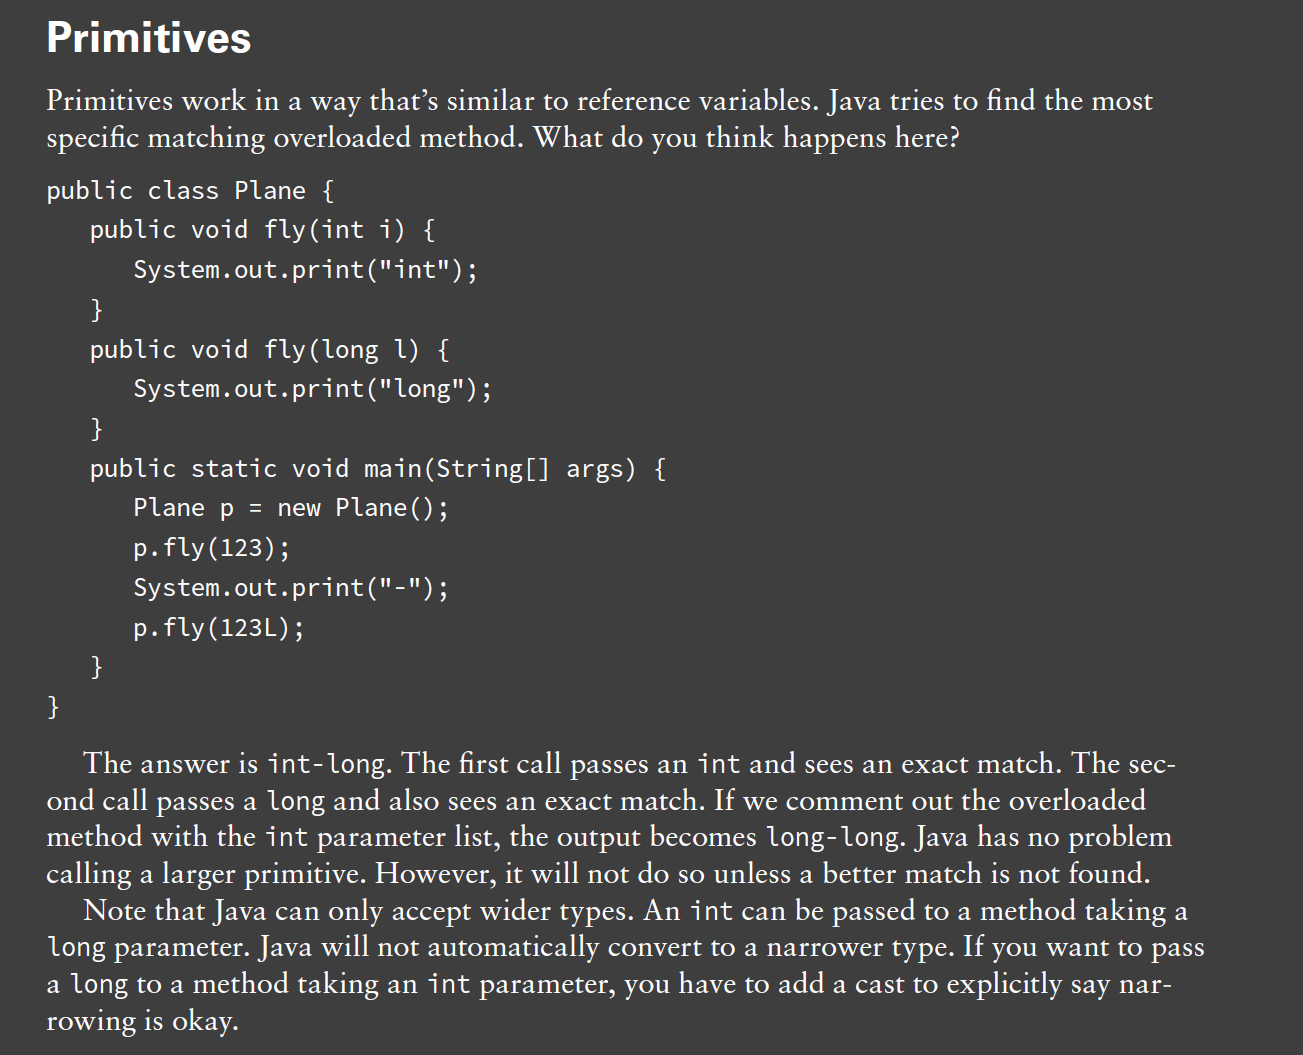 Primitives
Primitives work in a way that’s similar to reference variables. Java tries to find the most
specific matching overloaded method. What do you think happens here?
public class Plane {
   public void fly(int i) {
      System.out.print("int");
   }
   public void fly(long l) {
      System.out.print("long");
   }
   public static void main(String[] args) {
      Plane p = new Plane();
      p.fly(123);
      System.out.print("-");
      p.fly(123L);
   }
}
The answer is int-long. The first call passes an int and sees an exact match. The sec-
ond call passes a long and also sees an exact match. If we comment out the overloaded
method with the int parameter list, the output becomes long-long. Java has no problem
calling a larger primitive. However, it will not do so unless a better match is not found.
Note that Java can only accept wider types. An int can be passed to a method taking a
long parameter. Java will not automatically convert to a narrower type. If you want to pass
a long to a method taking an int parameter, you have to add a cast to explicitly say nar-
rowing is okay.